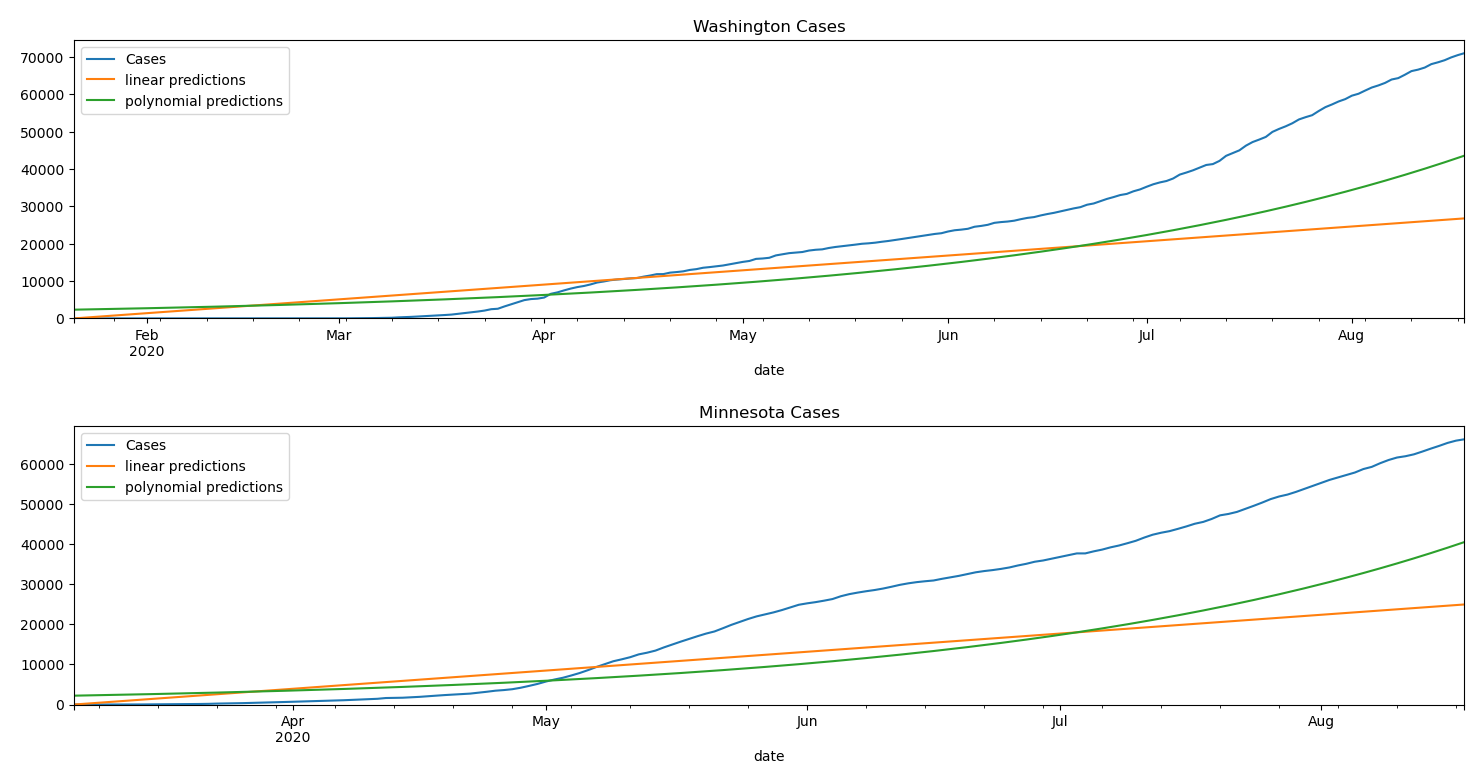 Washington Cases
Cases
linear predictions
polynomial predictions
70000
60000
50000
40000
30000
20000
10000
0
Feb Mar Apr May Jun Jul Aug
2020
date
Minnesota Cases
Cases
linear predictions
polynomial predictions
60000
50000
40000
30000
20000
10000
0
Apr May Jun Jul Aug
2020
date